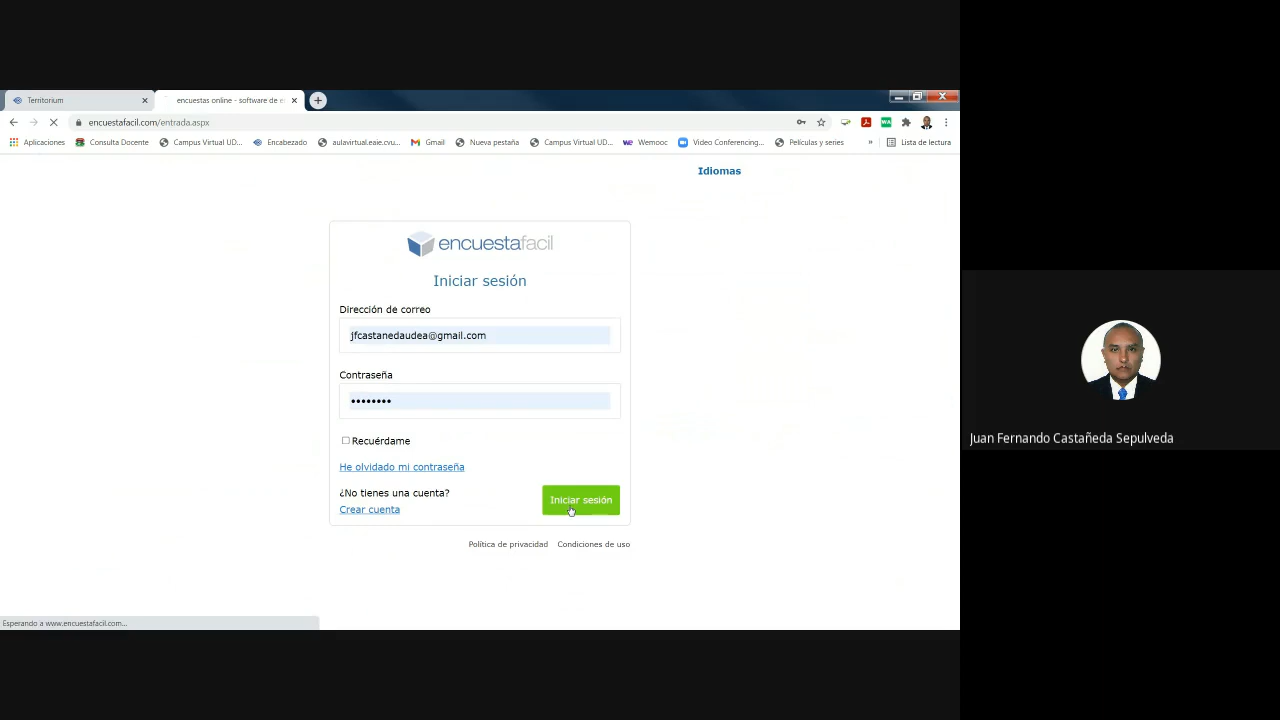 Territorium
encuestas online - software de e
encuestafacil.com/entrada.aspx
Aplicaciones
Consulta Docente
Campus Virtual UD...
Encabezado
aulavirtual.eaie.cvu...
Gmail
Nueva pestaña
Campus Virtual UD...
Wemooc
Video Conferencing...
Películas y series
»
Lista de lectura
Idiomas
encuestafacil
Iniciar sesión
Dirección de correo
jfcastanedaudea@gmail.com
Contraseña
••••••••
Recuérdame
He olvidado mi contraseña
¿No tienes una cuenta?
Crear cuenta
Iniciar sesión
Política de privacidad
Condiciones de uso
Esperando a www.encuestafacil.com...
Juan Fernando Castañeda Sepulveda